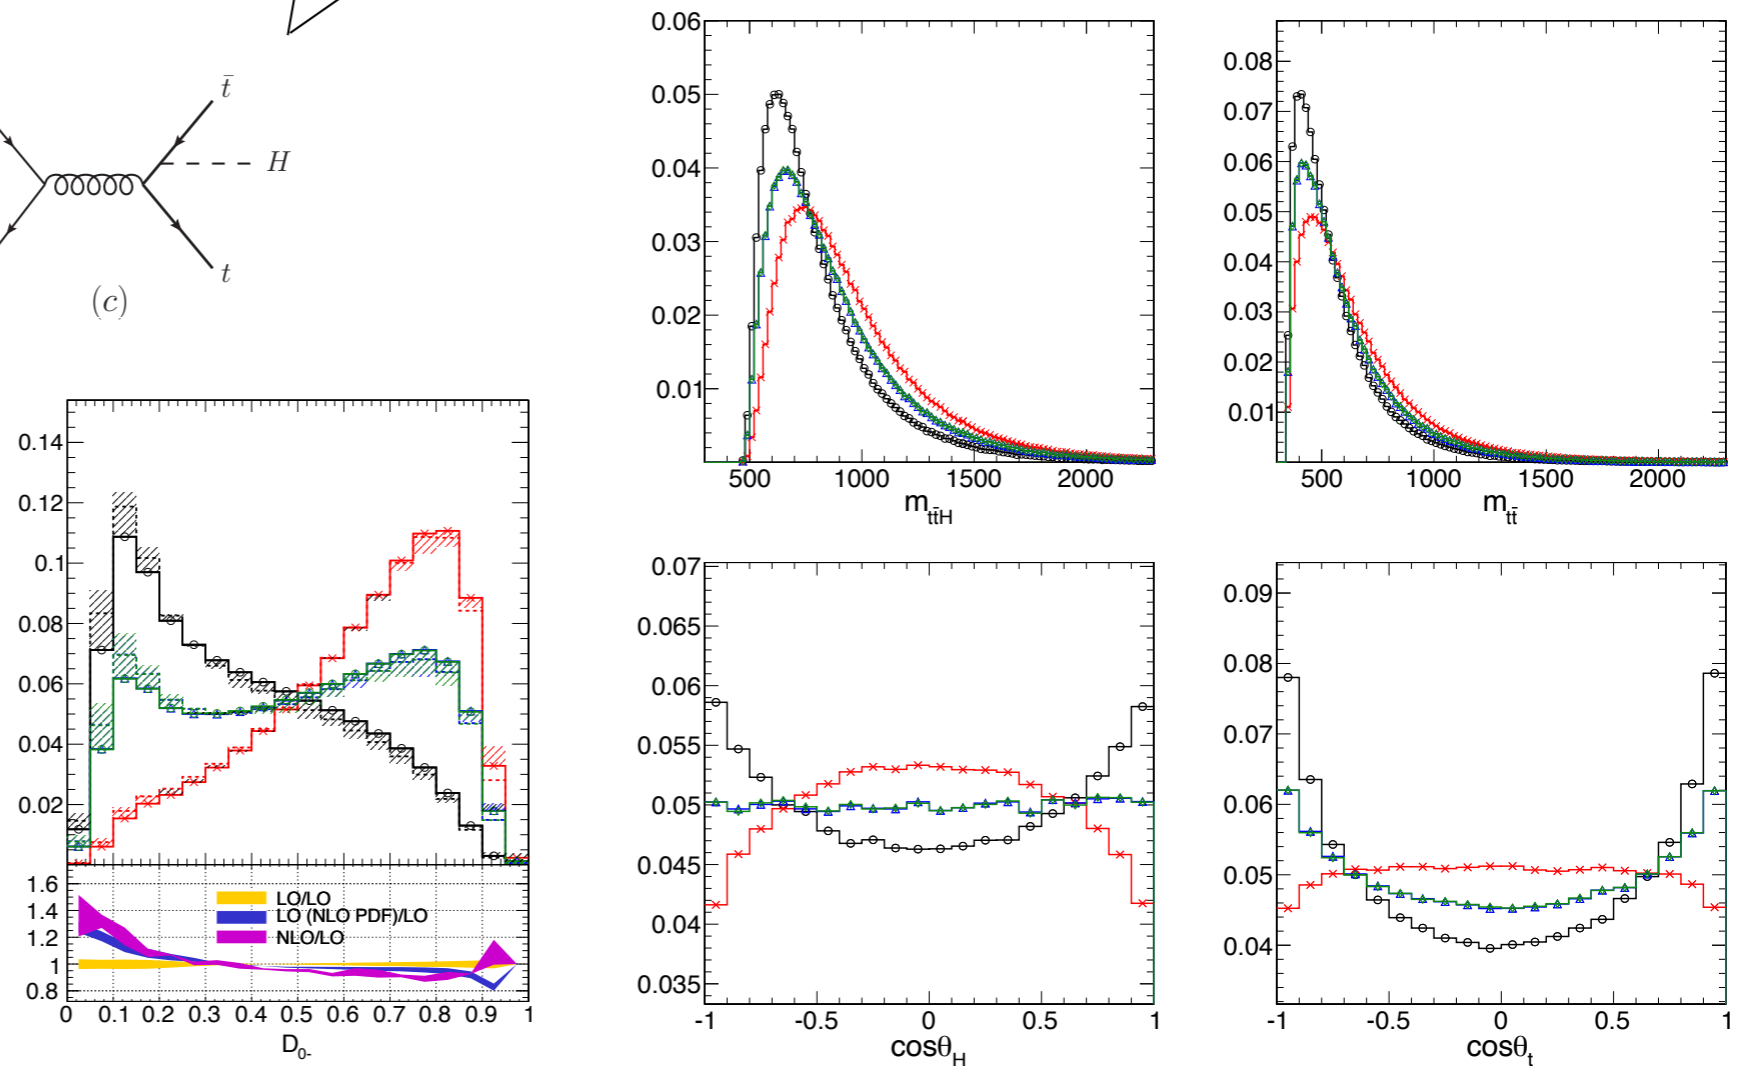 t̄
H
t
(c)
0.14
0.12
0.1
0.08
0.06
0.04
0.02
1.6
1.4
1.2
1
0.8
LO/LO
LO (NLO PDF)/LO
NLO/LO
0 0.1 0.2 0.3 0.4 0.5 0.6 0.7 0.8 0.9 1
D0-
0.06
0.05
0.04
0.03
0.02
0.01
500 1000 1500 2000
mtt̄H
0.08
0.07
0.06
0.05
0.04
0.03
0.02
0.01
500 1000 1500 2000
mtt̄
0.07
0.065
0.06
0.055
0.05
0.045
0.04
0.035
-1 -0.5 0 0.5 1
cosθH
0.09
0.08
0.07
0.06
0.05
0.04
-1 -0.5 0 0.5 1
cosθt